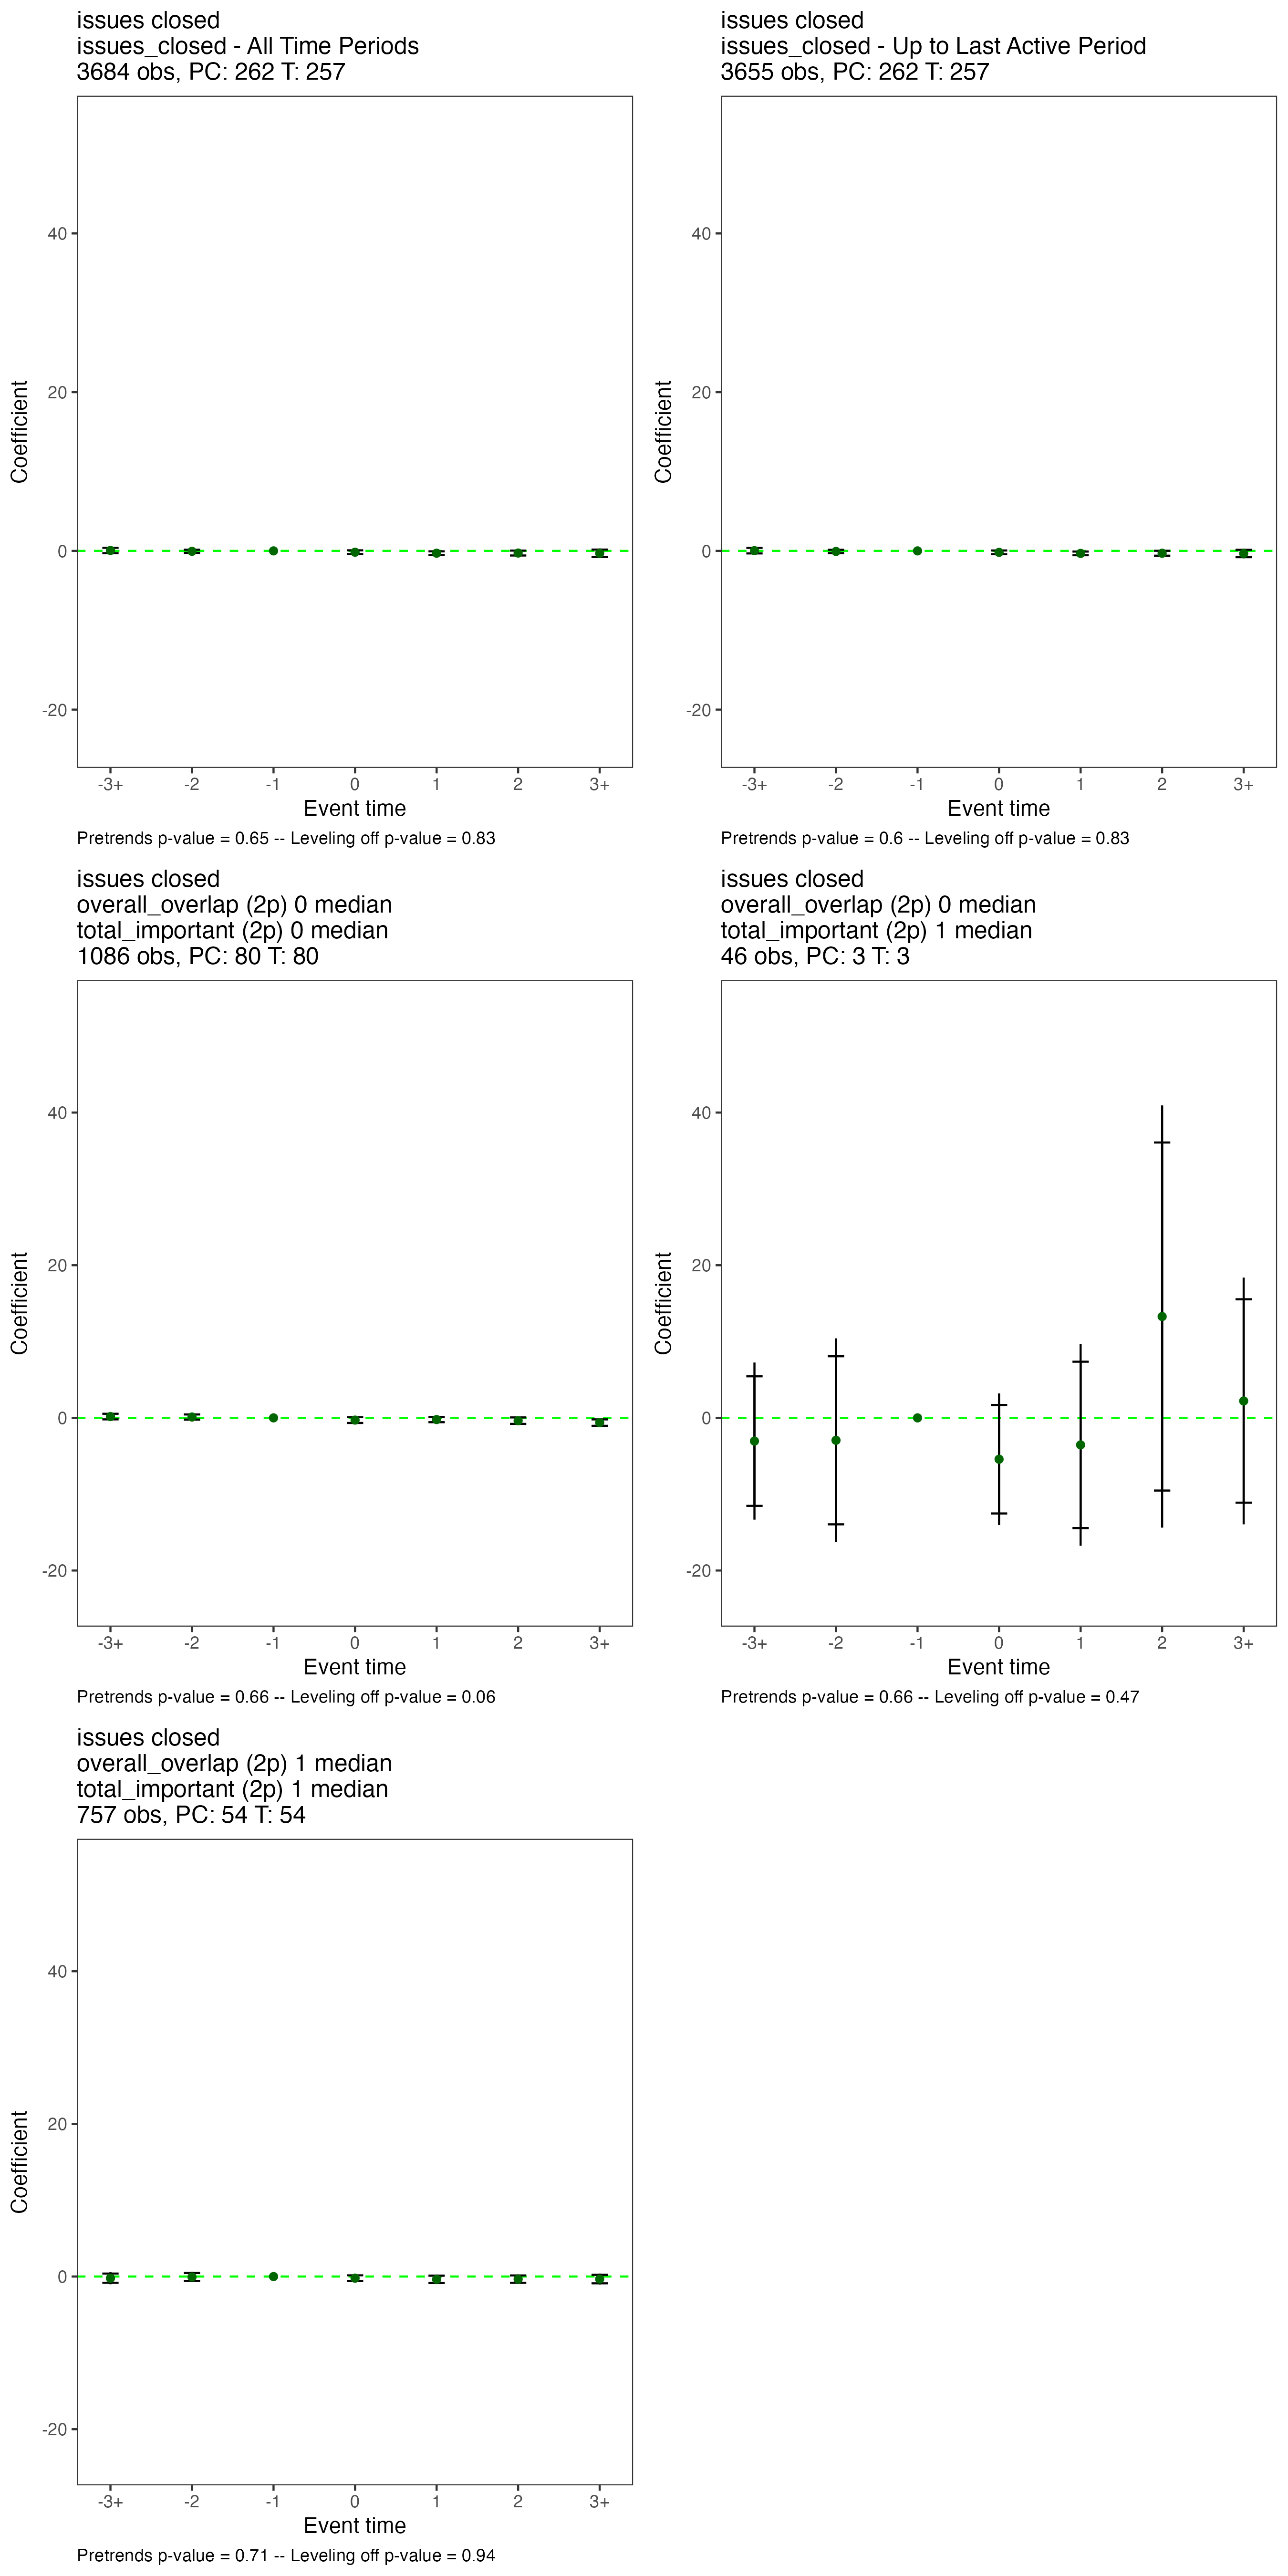 issues closed
issues_closed - All Time Periods
3684 obs, PC: 262 T: 257
Coefficient
40
20
0
-20
-3+ -2 -1 0 1 2 3+
Event time
Pretrends p-value = 0.65 -- Leveling off p-value = 0.83
issues closed
issues_closed - Up to Last Active Period
3655 obs, PC: 262 T: 257
Coefficient
40
20
0
-20
-3+ -2 -1 0 1 2 3+
Event time
Pretrends p-value = 0.6 -- Leveling off p-value = 0.83
issues closed
overall_overlap (2p) 0 median
total_important (2p) 0 median
1086 obs, PC: 80 T: 80
Coefficient
40
20
0
-20
-3+ -2 -1 0 1 2 3+
Event time
Pretrends p-value = 0.66 -- Leveling off p-value = 0.06
issues closed
overall_overlap (2p) 0 median
total_important (2p) 1 median
46 obs, PC: 3 T: 3
Coefficient
40
20
0
-20
-3+ -2 -1 0 1 2 3+
Event time
Pretrends p-value = 0.66 -- Leveling off p-value = 0.47
issues closed
overall_overlap (2p) 1 median
total_important (2p) 1 median
757 obs, PC: 54 T: 54
Coefficient
40
20
0
-20
-3+ -2 -1 0 1 2 3+
Event time
Pretrends p-value = 0.71 -- Leveling off p-value = 0.94